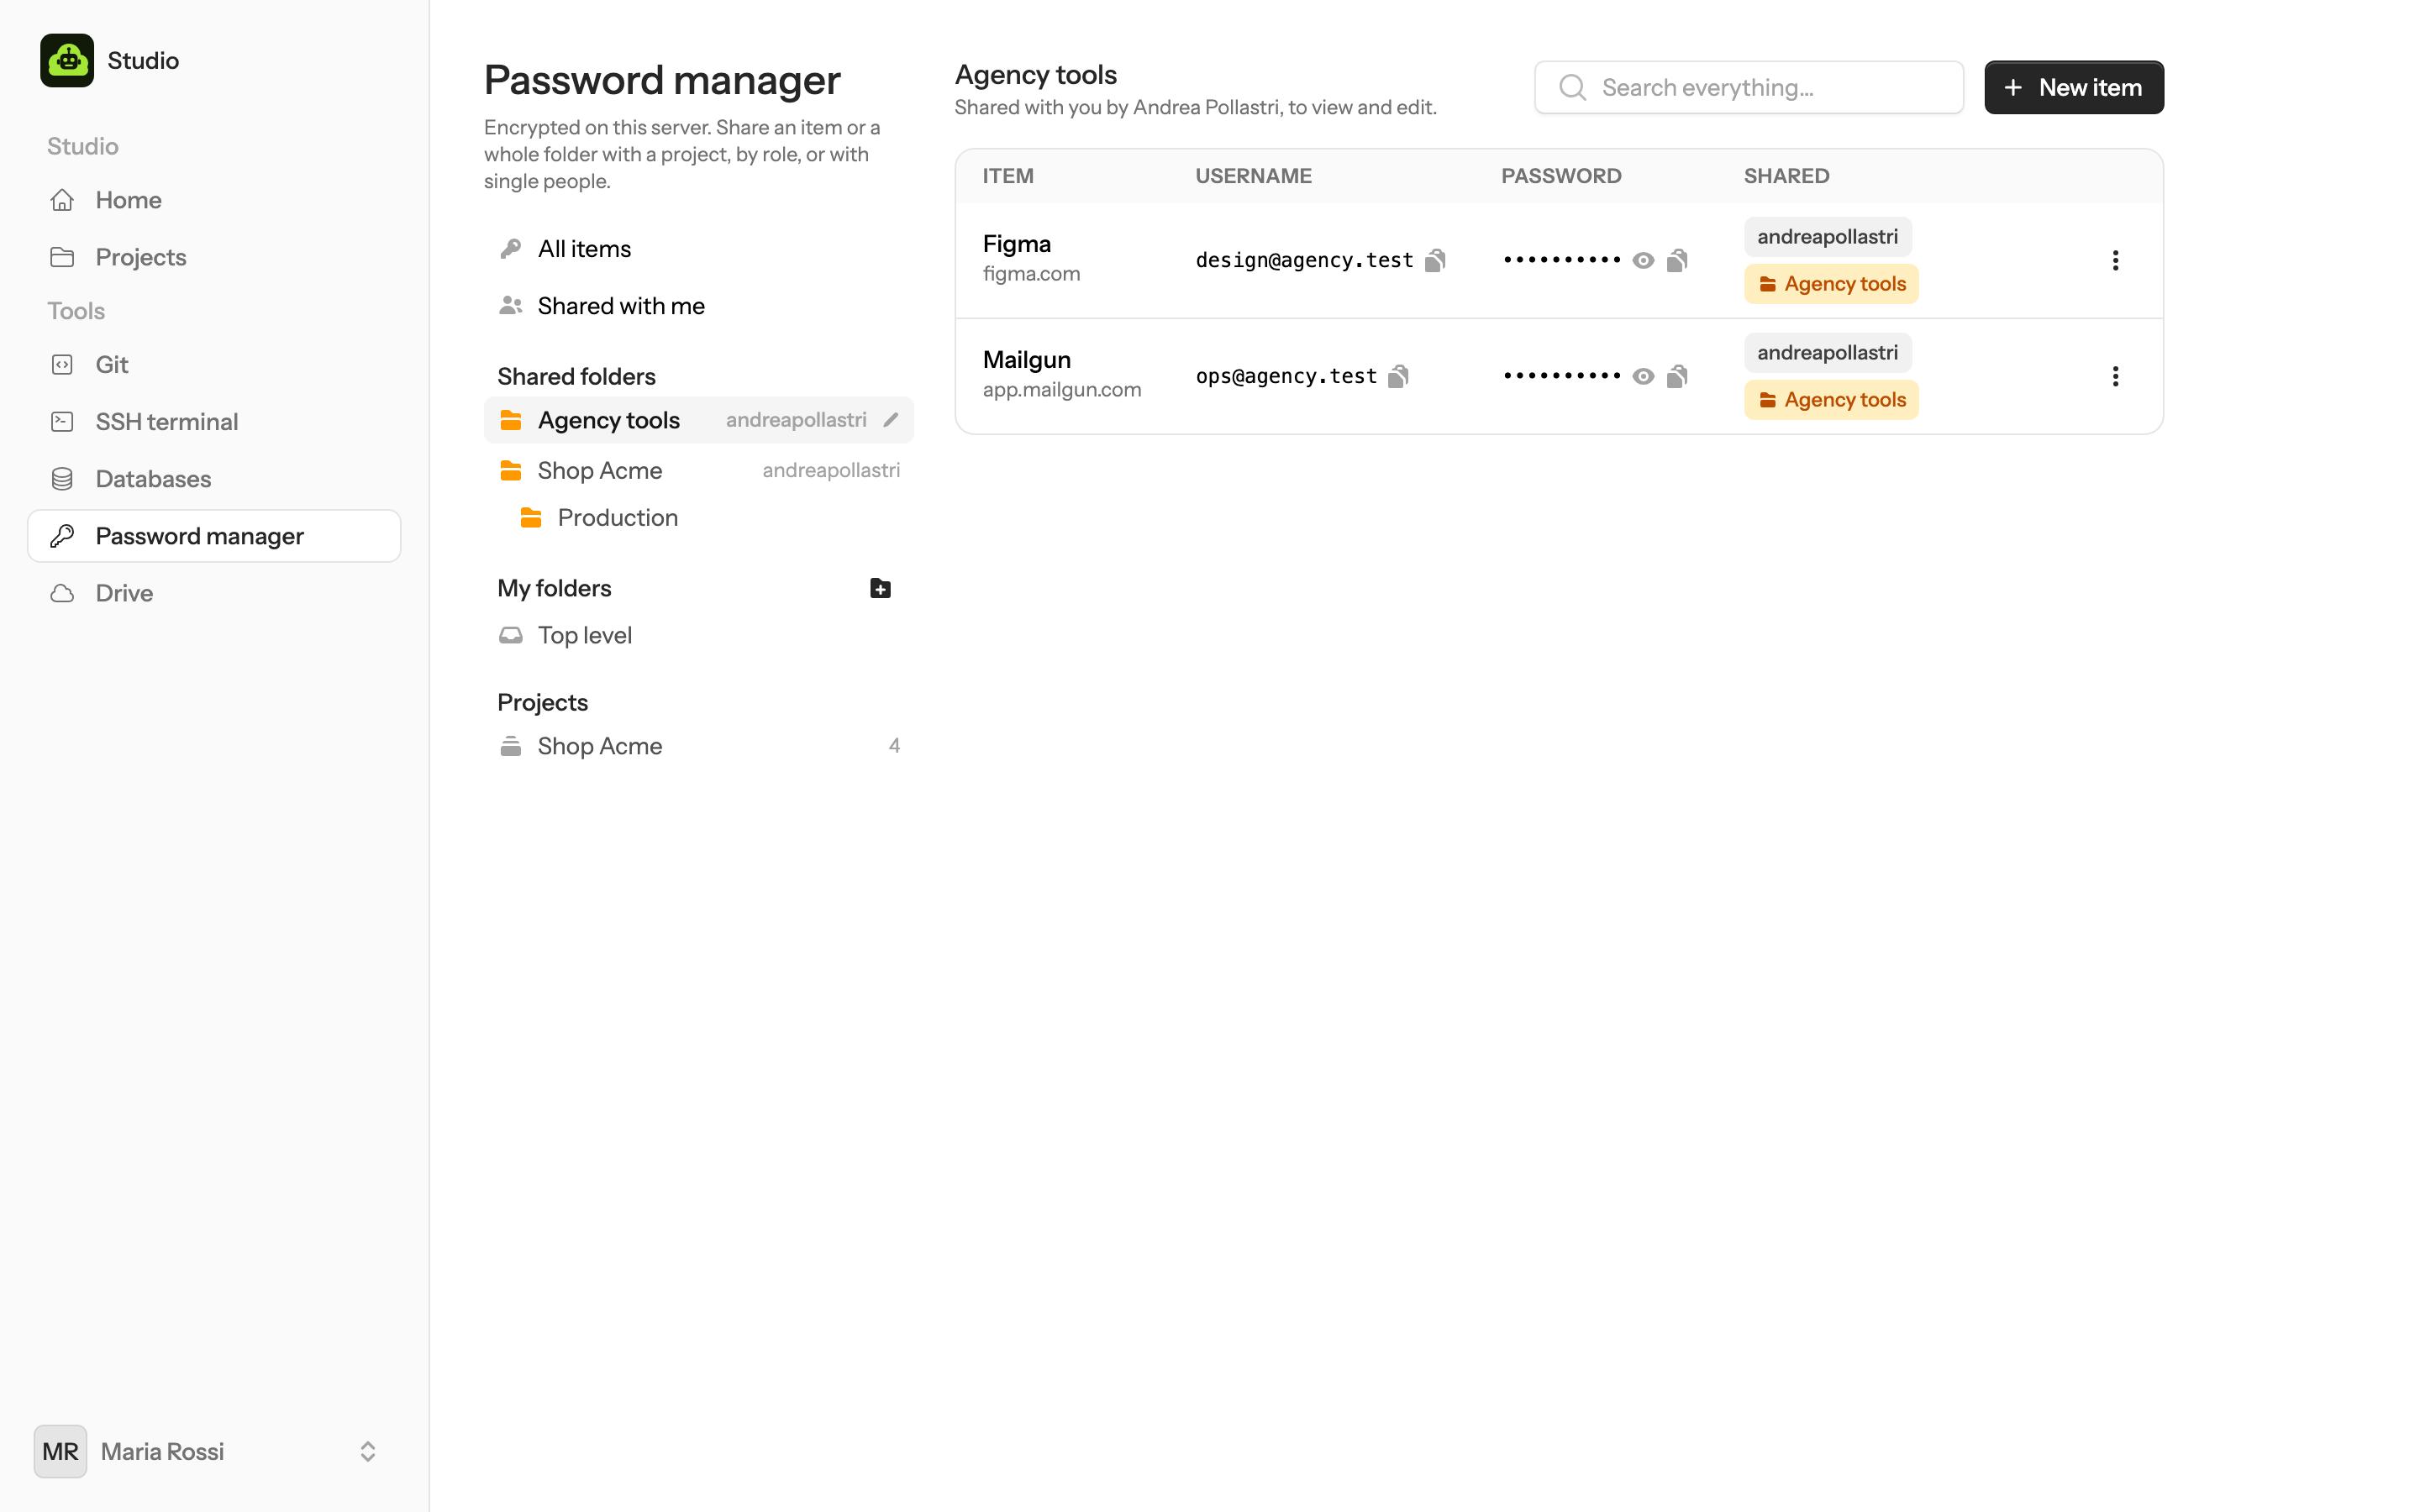 Studio
Studio
Home
Projects
Tools
Git
SSH terminal
Databases
Password manager
Drive
MR Maria Rossi
Password manager
Encrypted on this server. Share an item or a
whole folder with a project, by role, or with
single people.
All items
Shared with me
Shared folders
Agency tools andreapollastri
Shop Acme andreapollastri
Production
My folders
Top level
Projects
Shop Acme 4
Agency tools
Shared with you by Andrea Pollastri, to view and edit.
Search everything...
New item
ITEM USERNAME PASSWORD SHARED
Figma
figma.com
design@agency.test ••••••••••
andreapollastri
Agency tools
Mailgun
app.mailgun.com
ops@agency.test ••••••••••
andreapollastri
Agency tools